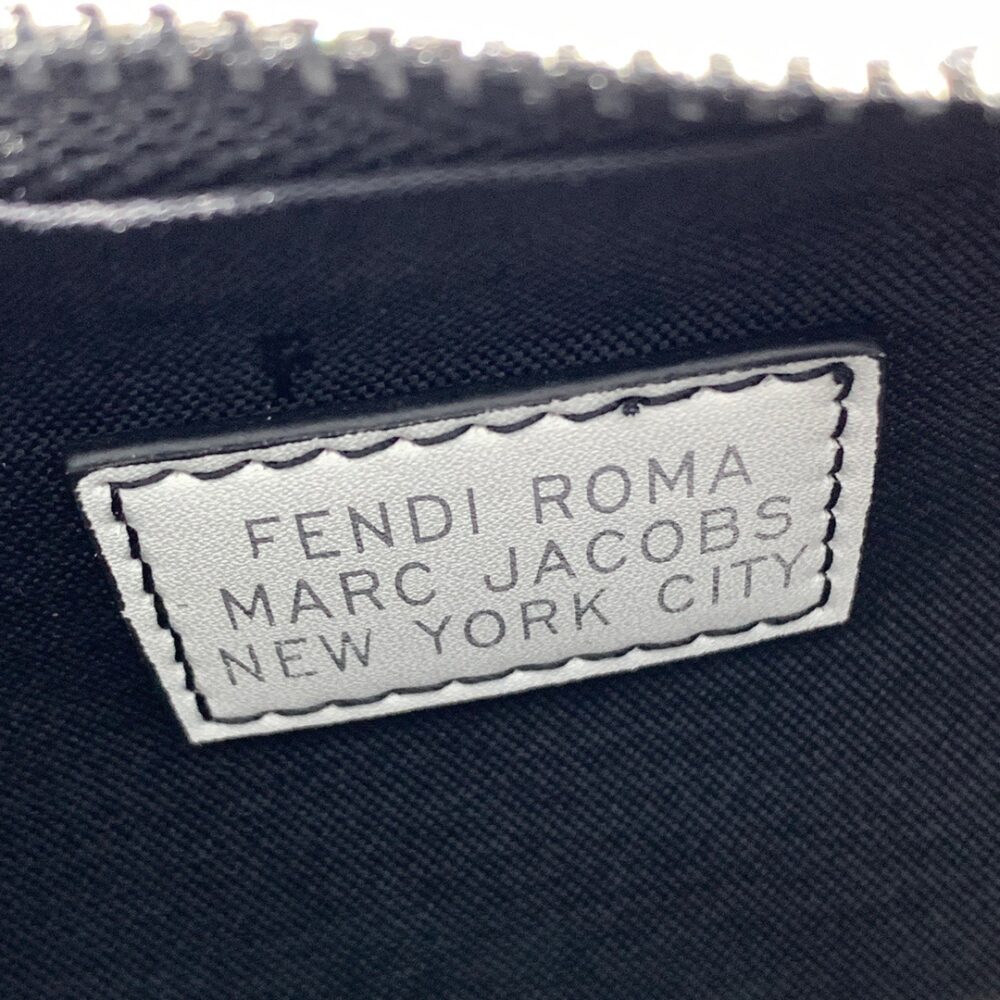 FENDI ROMA
MARC JACOBS
NEW YORK CITY